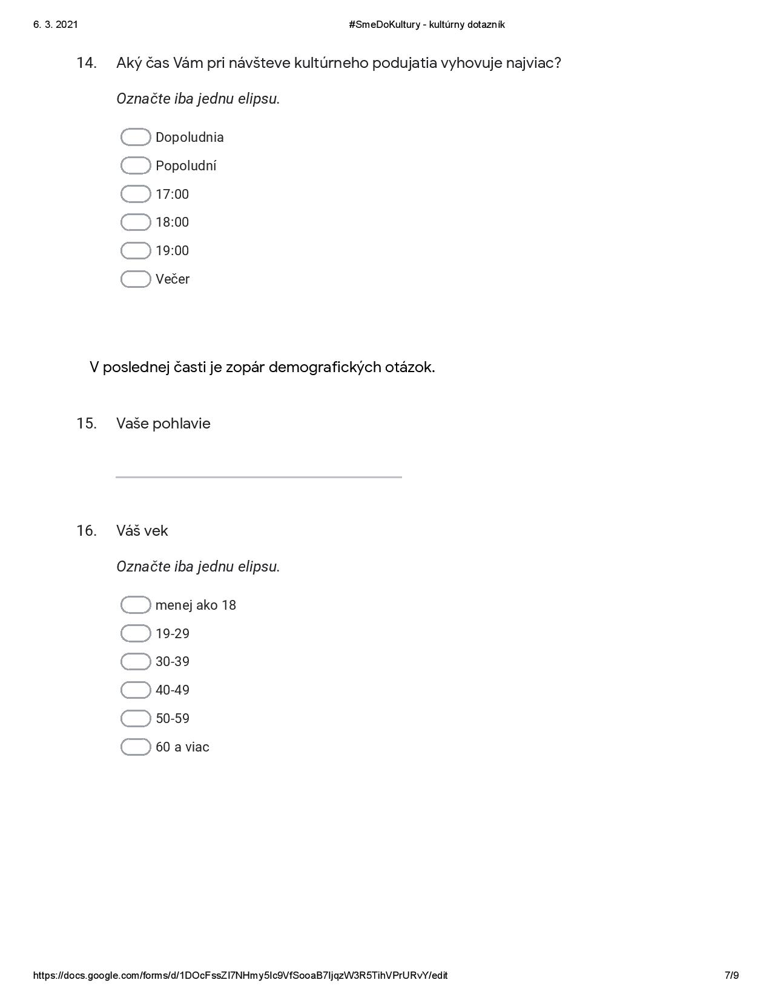 6. 3. 2021
#SmeDoKultury - kultúrny dotazník
14. Aký čas Vám pri návšteve kultúrneho podujatia vyhovuje najviac?
Označte iba jednu elipsu.
Dopoludnia
Popoludní
17:00
18:00
19:00
Večer
V poslednej časti je zopár demografických otázok.
15. Vaše pohlavie
16. Váš vek
Označte iba jednu elipsu.
menej ako 18
19-29
30-39
40-49
50-59
60 a viac
https://docs.google.com/forms/d/1DOcFssZI7NHmy5Ic9VfSooaB7IjqzW3R5TihVPrURvY/edit
7/9